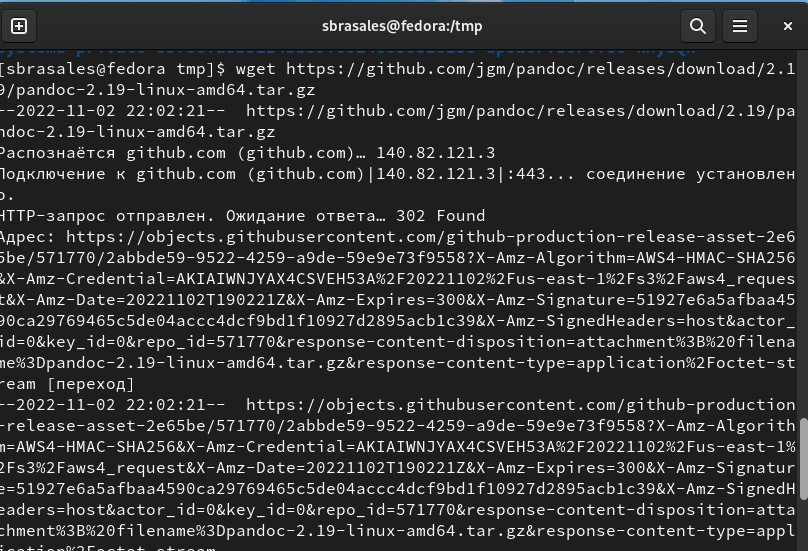 sbrasales@fedora:/tmp
[sbrasales@fedora tmp]$ wget https://github.com/jgm/pandoc/releases/download/2.1
9/pandoc-2.19-linux-amd64.tar.gz
--2022-11-02 22:02:21--  https://github.com/jgm/pandoc/releases/download/2.19/pa
ndoc-2.19-linux-amd64.tar.gz
Распознаётся github.com (github.com)… 140.82.121.3
Подключение к github.com (github.com)|140.82.121.3|:443... соединение установлен
о.
HTTP-запрос отправлен. Ожидание ответа… 302 Found
Адрес: https://objects.githubusercontent.com/github-production-release-asset-2e6
5be/571770/2abbde59-9522-4259-a9de-59e9e73f9558?X-Amz-Algorithm=AWS4-HMAC-SHA256
&X-Amz-Credential=AKIAIWNJYAX4CSVEH53A%2F20221102%2Fus-east-1%2Fs3%2Faws4_reques
t&X-Amz-Date=20221102T190221Z&X-Amz-Expires=300&X-Amz-Signature=51927e6a5afbaa45
90ca29769465c5de04accc4dcf9bd1f10927d2895acb1c39&X-Amz-SignedHeaders=host&actor_
id=0&key_id=0&repo_id=571770&response-content-disposition=attachment%3B%20filena
me%3Dpandoc-2.19-linux-amd64.tar.gz&response-content-type=application%2Foctet-st
ream [переход]
--2022-11-02 22:02:21--  https://objects.githubusercontent.com/github-production
-release-asset-2e65be/571770/2abbde59-9522-4259-a9de-59e9e73f9558?X-Amz-Algorith
m=AWS4-HMAC-SHA256&X-Amz-Credential=AKIAIWNJYAX4CSVEH53A%2F20221102%2Fus-east-1%
2Fs3%2Faws4_request&X-Amz-Date=20221102T190221Z&X-Amz-Expires=300&X-Amz-Signatur
e=51927e6a5afbaa4590ca29769465c5de04accc4dcf9bd1f10927d2895acb1c39&X-Amz-SignedH
eaders=host&actor_id=0&key_id=0&repo_id=571770&response-content-disposition=atta
chment%3B%20filename%3Dpandoc-2.19-linux-amd64.tar.gz&response-content-type=appl
ication%2Foctet-stream